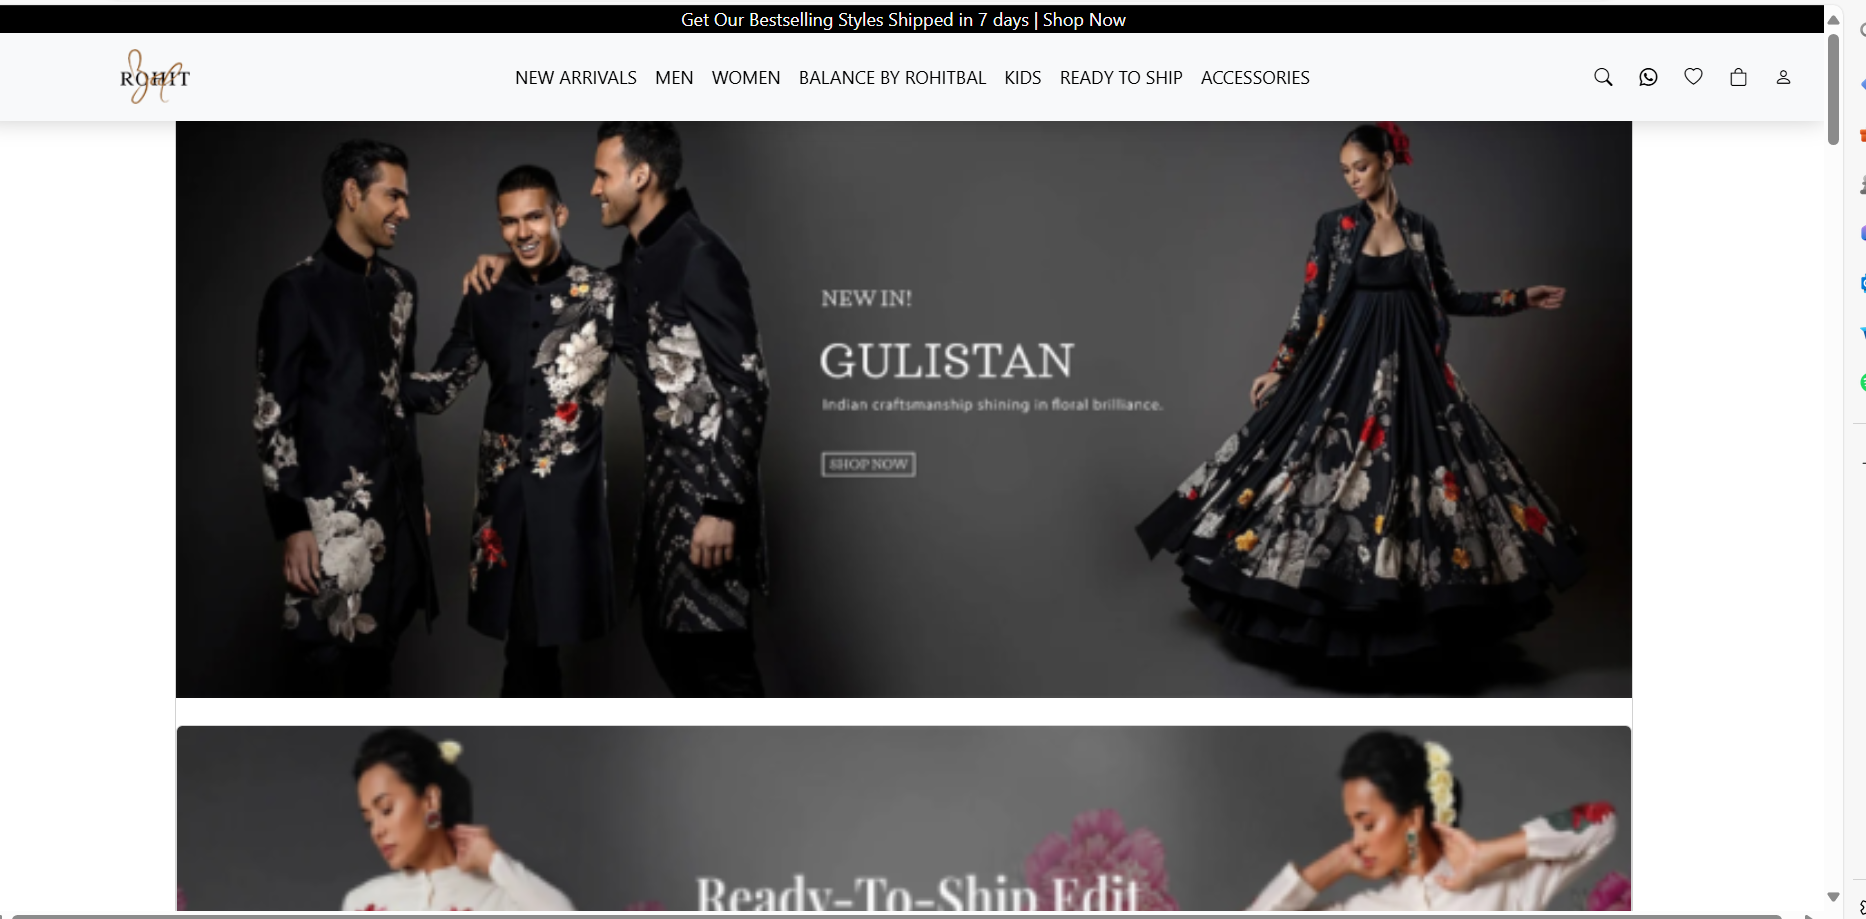 Get Our Bestselling Styles Shipped in 7 days | Shop Now
ROHIT Bal
NEW ARRIVALS MEN WOMEN BALANCE BY ROHITBAL KIDS READY TO SHIP ACCESSORIES
NEW IN!
GULISTAN
Indian craftsmanship shining in floral brilliance.
SHOP NOW
Ready-To-Ship Edit